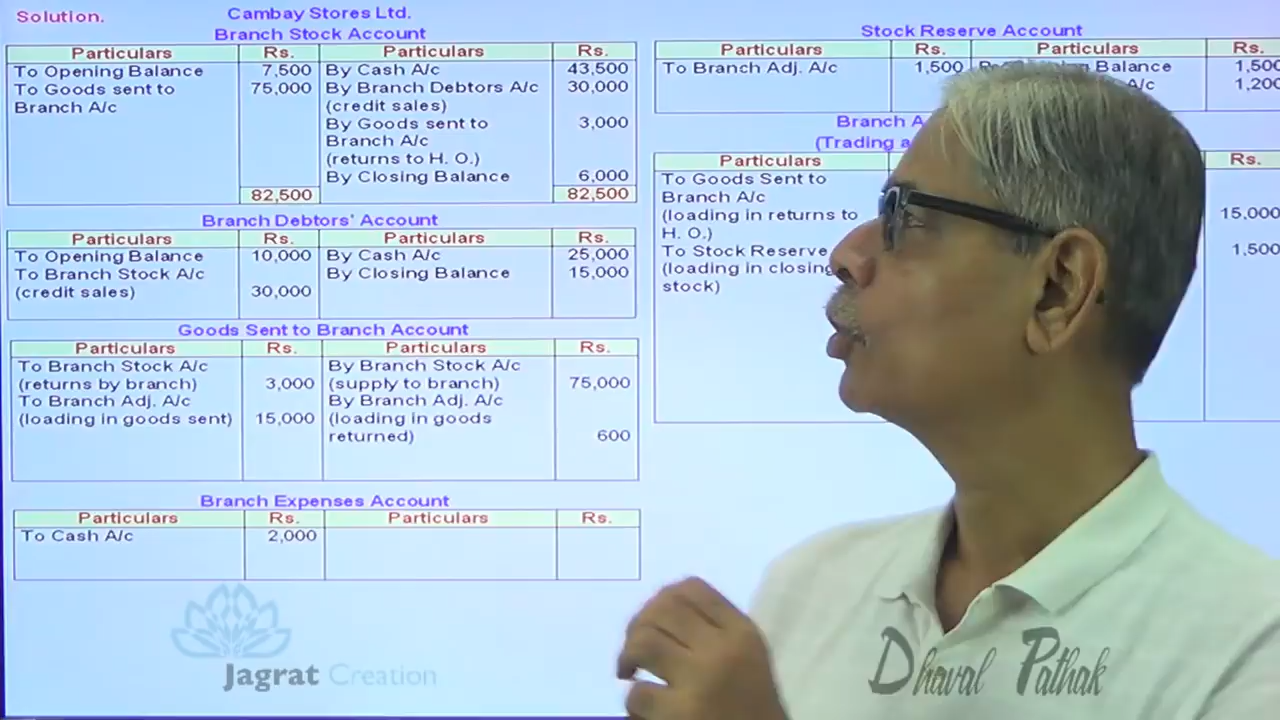 Solution.
Cambay Stores Ltd.
Branch Stock Account
Particulars Rs. Particulars Rs.
To Opening Balance 7,500 By Cash A/c 43,500
To Goods sent to 75,000 By Branch Debtors A/c 30,000
Branch A/c (credit sales)
By Goods sent to 3,000
Branch A/c
(returns to H. O.)
By Closing Balance 6,000
82,500 82,500
Branch Debtors' Account
Particulars Rs. Particulars Rs.
To Opening Balance 10,000 By Cash A/c 25,000
To Branch Stock A/c By Closing Balance 15,000
(credit sales) 30,000
Goods Sent to Branch Account
Particulars Rs. Particulars Rs.
To Branch Stock A/c By Branch Stock A/c
(returns by branch) 3,000 (supply to branch) 75,000
To Branch Adj. A/c By Branch Adj. A/c
(loading in goods sent) 15,000 (loading in goods
returned) 600
Branch Expenses Account
Particulars Rs. Particulars Rs.
To Cash A/c 2,000
Stock Reserve Account
Particulars Rs. Particulars Rs.
To Branch Adj. A/c 1,500 Balance 1,500
A/c 1,200
Branch
(Trading
Particulars Rs.
To Goods Sent to
Branch A/c
(loading in returns to 15,000
H. O.)
To Stock Reserve 1,500
(loading in closing
stock)
Jagrat Creation
Dhaval Pathak